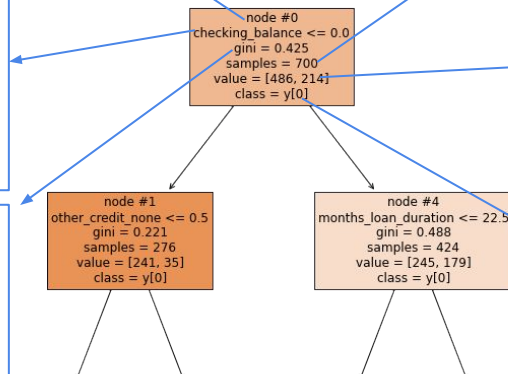 node #0
checking_balance <= 0.0
gini = 0.425
samples = 700
value = [486, 214]
class = y[0]
node #1
other_credit_none <= 0.5
gini = 0.221
samples = 276
value = [241, 35]
class = y[0]
node #4
months_loan_duration <= 22.5
gini = 0.488
samples = 424
value = [245, 179]
class = y[0]